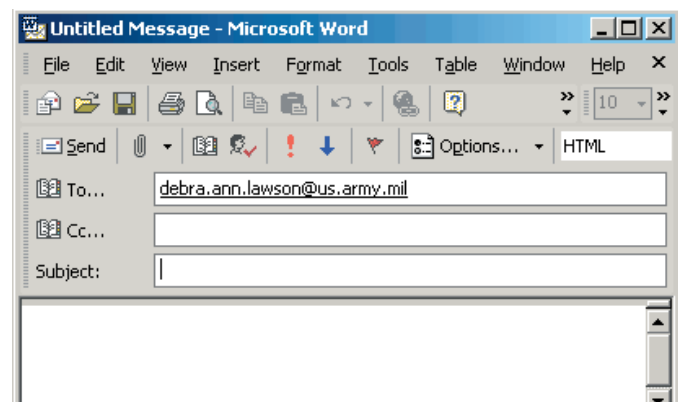 Untitled Message - Microsoft Word
File Edit View Insert Format Tools Table Window Help
10
Send Options... HTML
To... debra.ann.lawson@us.army.mil
Cc...
Subject: